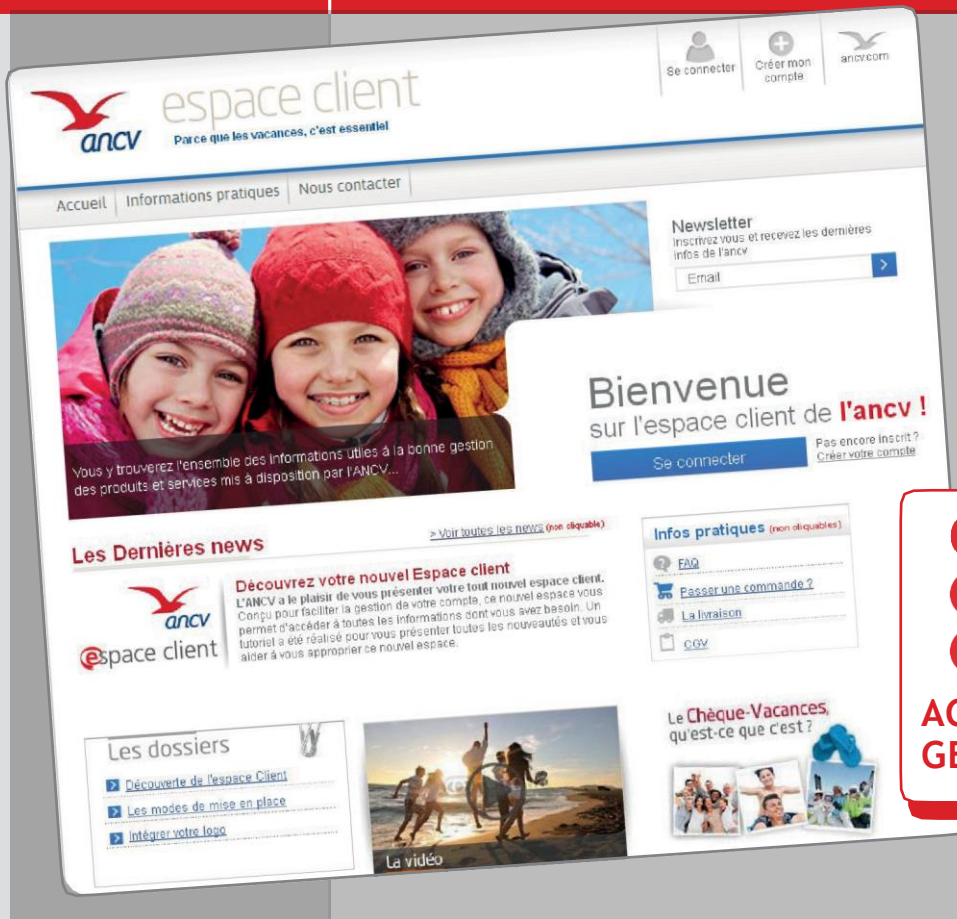 Se connecter
Créer mon
compte
ancv.com
ancv
espace client
Parce que les vacances, c'est essentiel
Accueil
Informations pratiques
Nous contacter
Newsletter
Inscrivez vous et recevez les dernières
infos de l'ancv
Email
Vous y trouverez l'ensemble des informations utiles à la bonne gestion
des produits et services mis à disposition par l'ANCV...
Bienvenue
sur l'espace client de l'ancv !
Se connecter
Pas encore inscrit ?
Créer votre compte
Les Dernières news
> Voir toutes les news (non cliquable)
ancv
espace client
Découvrez votre nouvel Espace client
L'ANCV a le plaisir de vous présenter votre tout nouvel espace client.
Conçu pour faciliter la gestion de votre compte, ce nouvel espace vous
permet d'accéder à toutes les informations dont vous avez besoin. Un
tutoriel a été réalisé pour vous présenter toutes les nouveautés et vous
aider à vous approprier ce nouvel espace.
Infos pratiques (non cliquables)
FAQ
Passer une commande ?
La livraison
CGV
AC
GE
Les dossiers
Découverte de l'espace Client
Les modes de mise en place
Intégrer votre logo
La vidéo
Le Chèque-Vacances,
qu'est-ce que c'est ?